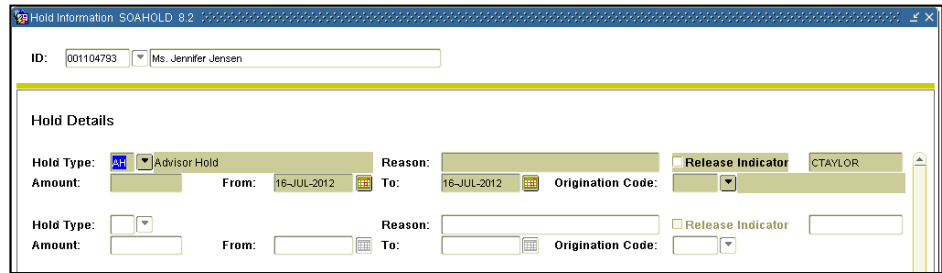 Hold Information SOAHOLD 8.2
ID: 001104793 Ms. Jennifer Jensen
Hold Details
Hold Type: AH Advisor Hold Reason: Release Indicator CTAYLOR
Amount: From: 16-JUL-2012 To: 16-JUL-2012 Origination Code:
Hold Type: Reason: Release Indicator
Amount: From: To: Origination Code: